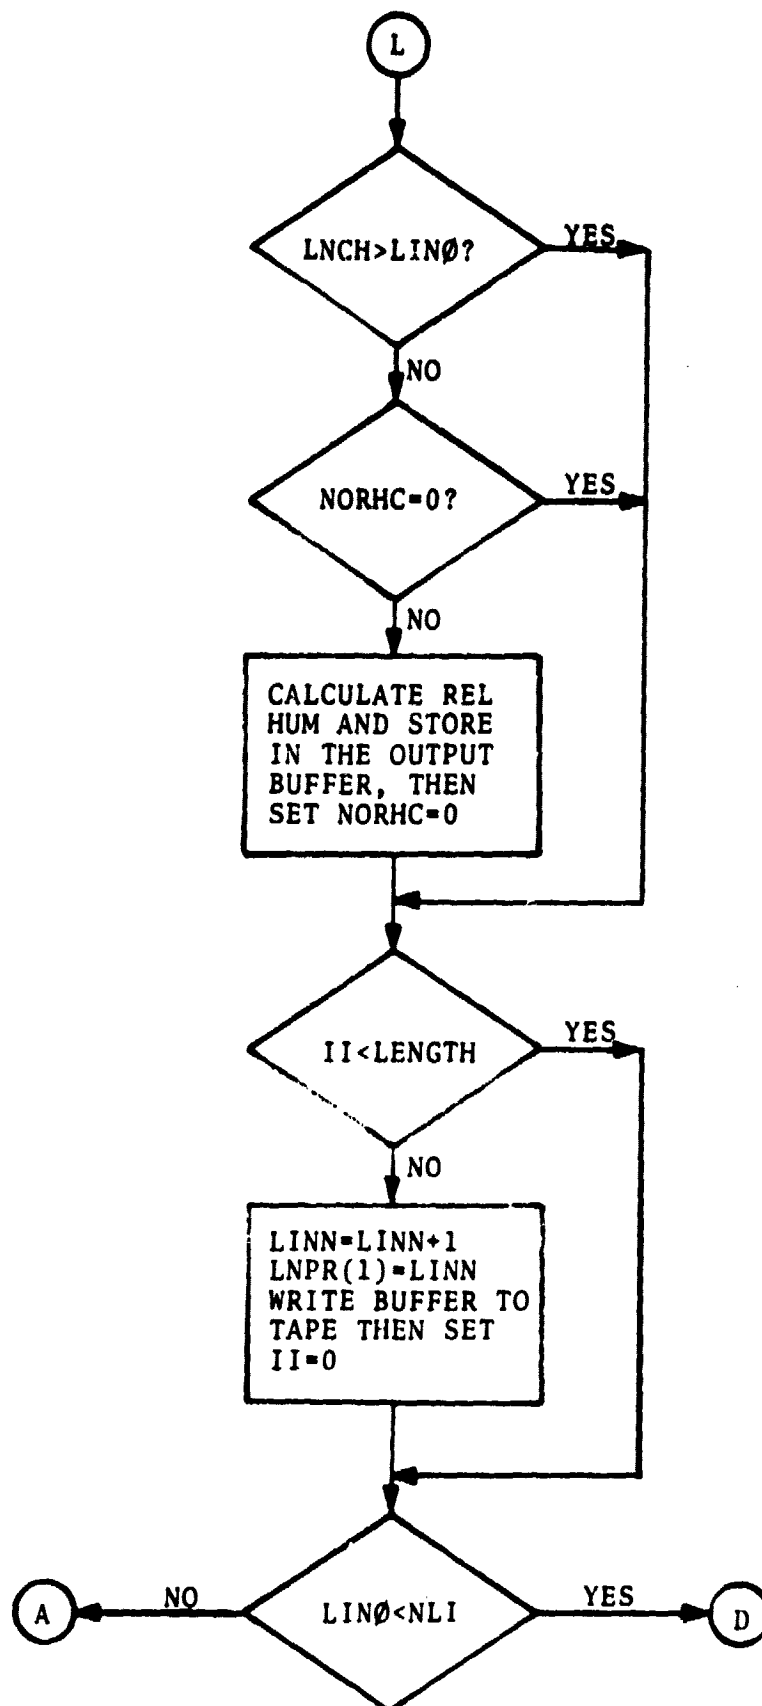 L
LNCH>LINØ?
YES
NO
NORHC=0?
YES
NO
CALCULATE REL
HUM AND STORE
IN THE OUTPUT
BUFFER, THEN
SET NORHC=0
II<LENGTH
YES
NO
LINN=LINN+1
LNPR(1)=LINN
WRITE BUFFER TO
TAPE THEN SET
II=0
A
NO
LINØ<NLI
YES
D